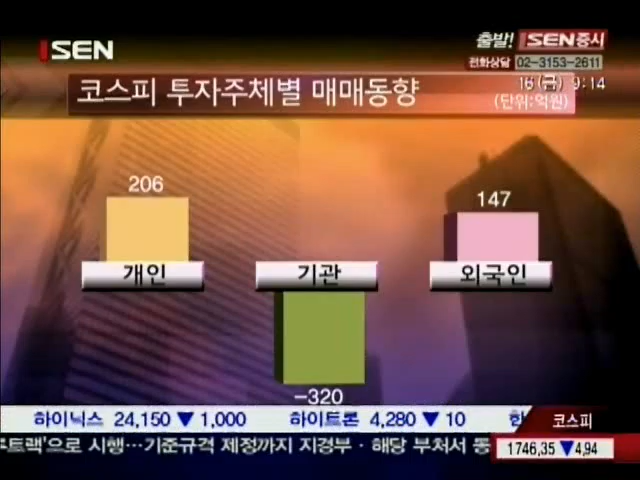 SEN
출발! SEN증시
전화상담 02-3153-2611
16(금) 9:14
코스피 투자주체별 매매동향
(단위:억원)
206
147
개인
기관
외국인
-320
하이닉스 24,150 ▼ 1,000 하이트론 4,280 ▼ 10
코스피
시행...기준규격 제정까지 지경부·해당 부처서
1746,35 ▼4,94